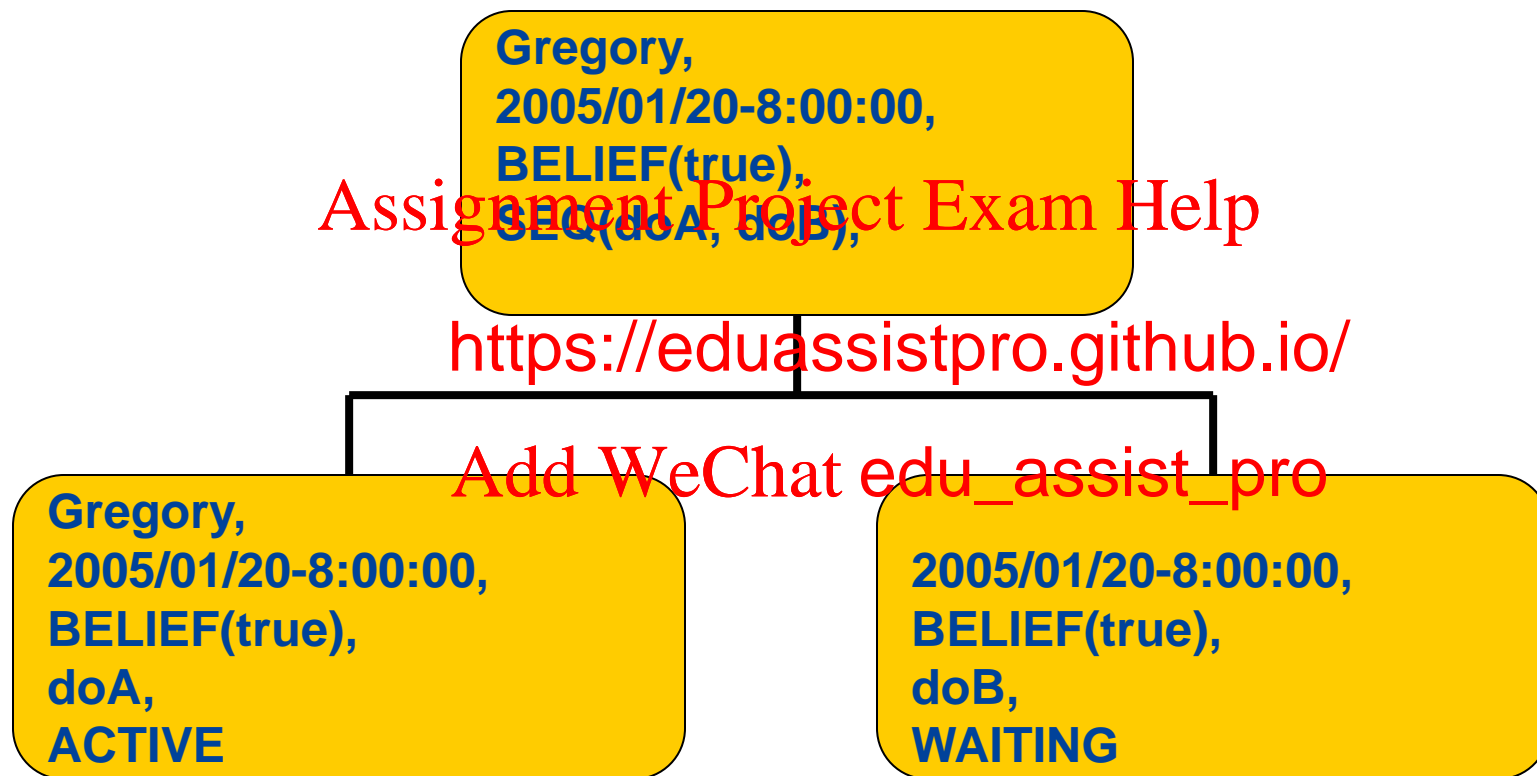 Gregory,
2005/01/20-8:00:00,
BELIEF(true),
SEQ(doA, doB),
Assignment Project Exam Help
https://eduassistpro.github.io/
Add WeChat edu_assist_pro
Gregory,
2005/01/20-8:00:00,
BELIEF(true),
doA,
ACTIVE
2005/01/20-8:00:00,
BELIEF(true),
doB,
WAITING